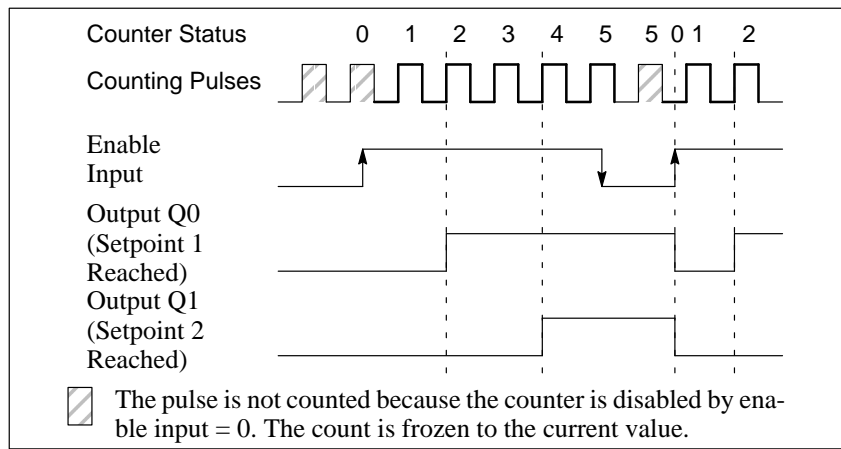 Counter Status 0 1 2 3 4 5 5 0 1 2
Counting Pulses
Enable
Input
Output Q0
(Setpoint 1
Reached)
Output Q1
(Setpoint 2
Reached)
The pulse is not counted because the counter is disabled by ena-
ble input = 0. The count is frozen to the current value.